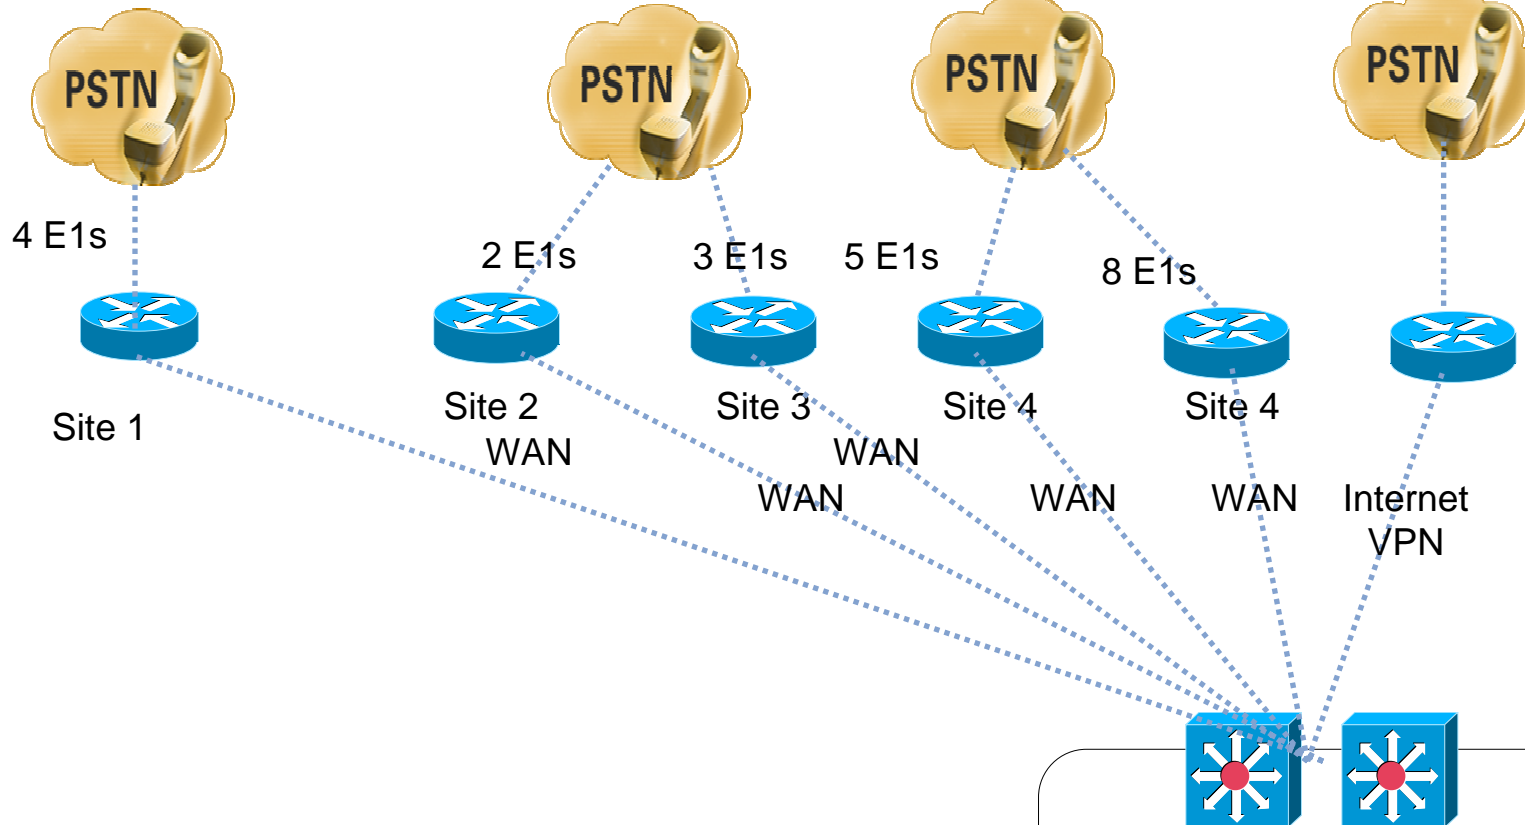 PSTN
PSTN
PSTN
PSTN
4 E1s
2 E1s
3 E1s
5 E1s
8 E1s
Site 1
Site 2
Site 3
Site 4
Site 4
WAN
WAN
WAN
WAN
WAN
Internet
VPN